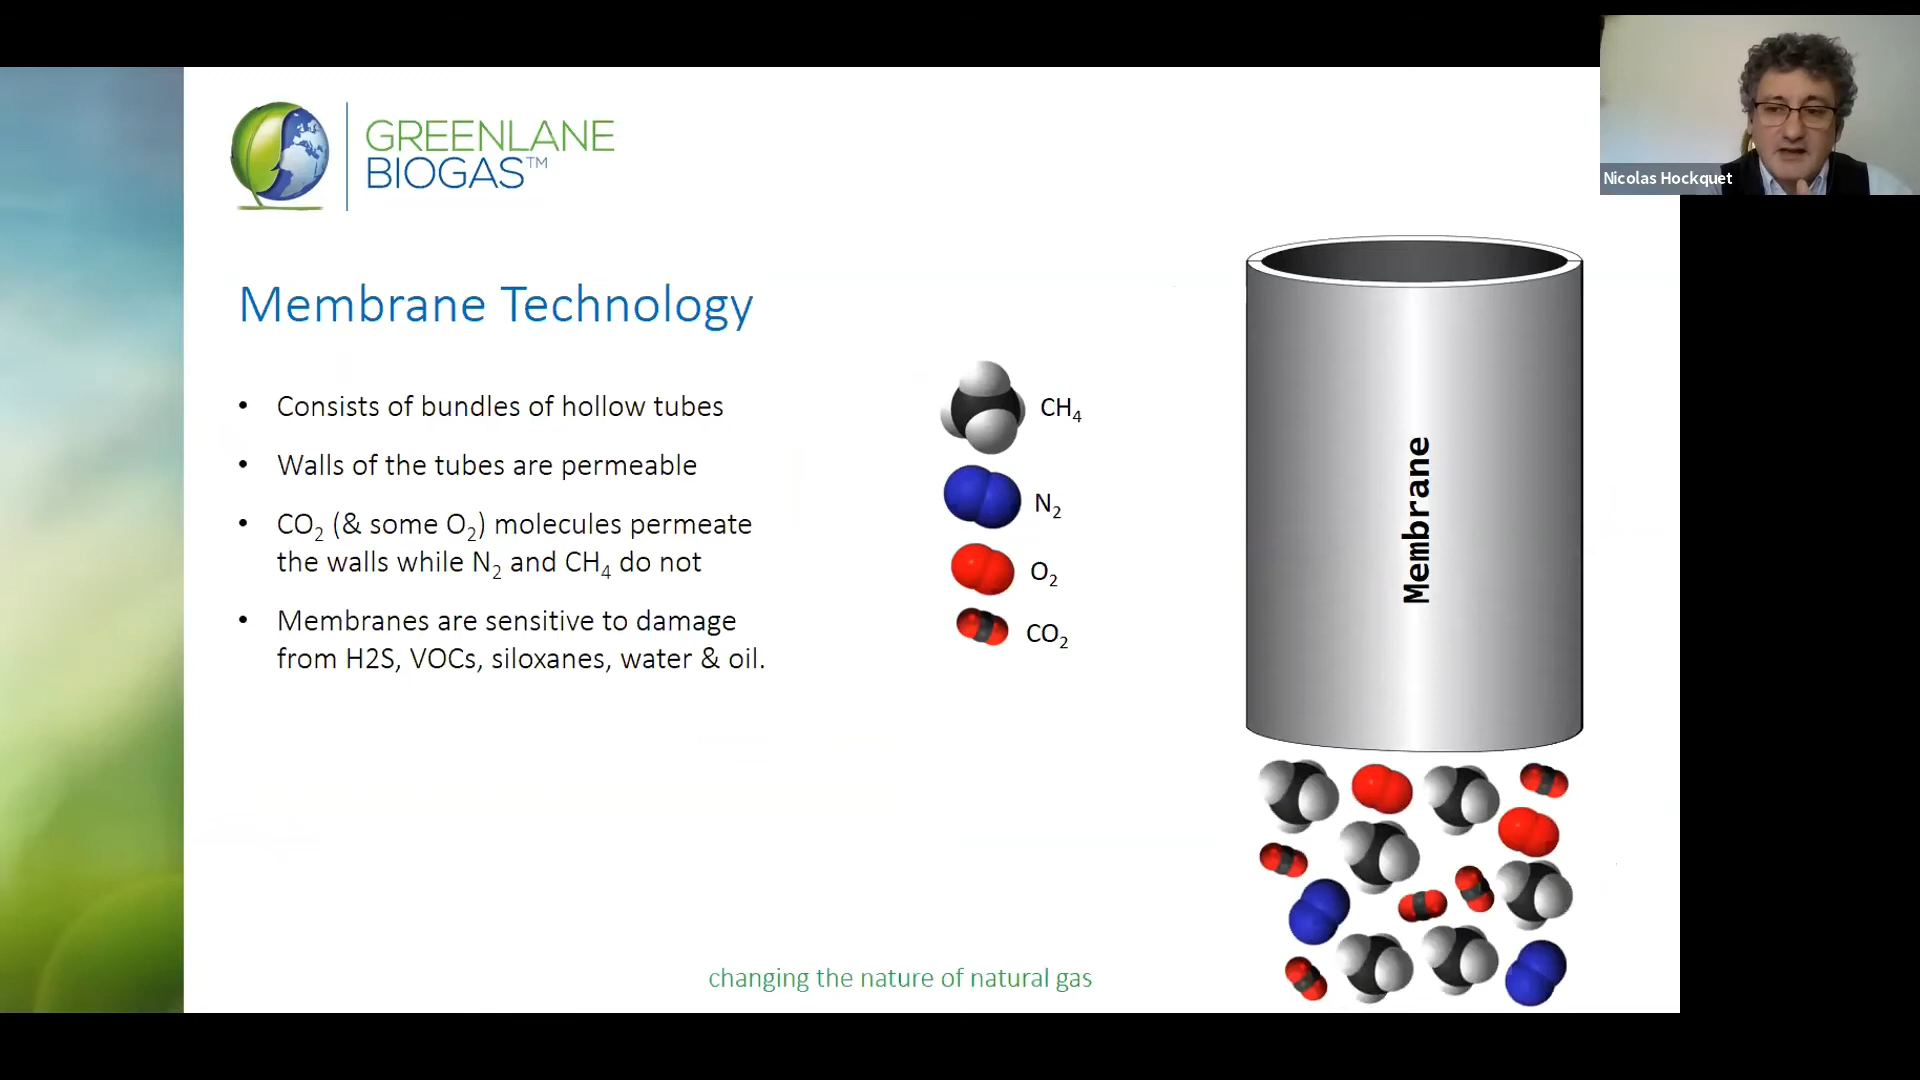 GREENLANE
BIOGAS™
Nicolas Hockquet
Membrane Technology
• Consists of bundles of hollow tubes
• Walls of the tubes are permeable
• CO₂ (& some O₂) molecules permeate
the walls while N₂ and CH₄ do not
• Membranes are sensitive to damage
from H2S, VOCs, siloxanes, water & oil.
CH₄
N₂
O₂
CO₂
Membrane
changing the nature of natural gas